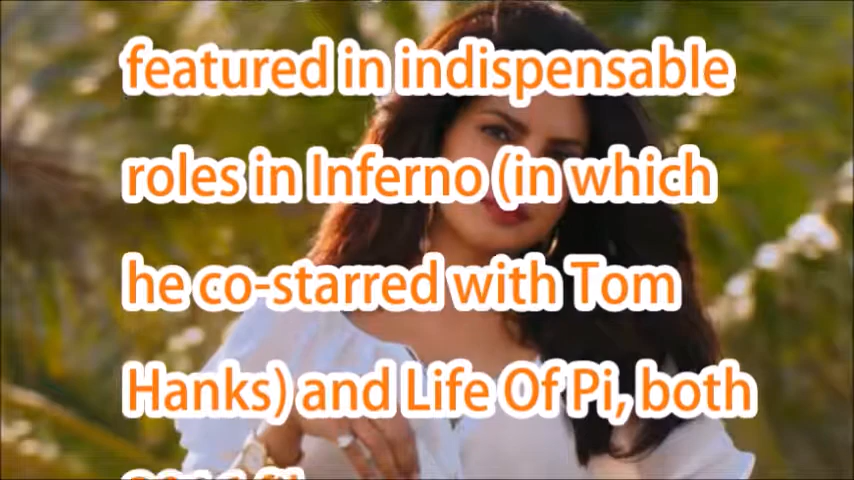 featured in indispensable
roles in Inferno (in which
he co-starred with Tom
Hanks) and Life Of Pi, both